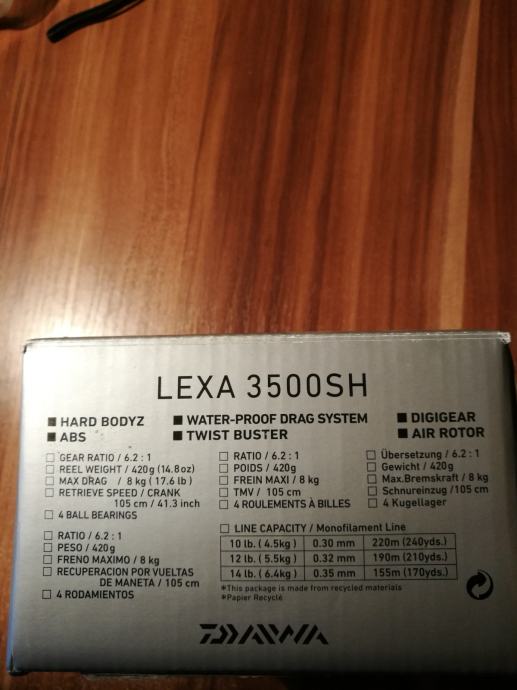 LEXA 3500SH
■ HARD BODYZ ■ WATER-PROOF DRAG SYSTEM ■ DIGIGEAR
■ ABS ■ TWIST BUSTER ■ AIR ROTOR
□ GEAR RATIO / 6.2 : 1
□ REEL WEIGHT / 420g (14.8oz)
□ MAX DRAG / 8 kg ( 17.6 lb )
□ RETRIEVE SPEED / CRANK
105 cm / 41.3 inch
□ 4 BALL BEARINGS
□ RATIO / 6.2 : 1
□ POIDS / 420g
□ FREIN MAXI / 8 kg
□ TMV / 105 cm
□ 4 ROULEMENTS À BILLES
□ Übersetzung / 6.2 : 1
□ Gewicht / 420g
□ Max.Bremskraft / 8 kg
□ Schnureinzug /105 cm
□ 4 Kugellager
□ RATIO / 6.2 : 1
□ PESO / 420g
□ FRENO MAXIMO / 8 kg
□ RECUPERACION POR VUELTAS
DE MANETA / 105 cm
□ 4 RODAMIENTOS
□ LINE CAPACITY / Monofilament Line
10 lb. ( 4.5kg ) 0.30 mm 220m (240yds.)
12 lb. ( 5.5kg ) 0.32 mm 190m (210yds.)
14 lb. ( 6.4kg ) 0.35 mm 155m (170yds.)
*This package is made from recycled materials
*Papier Recyclé
DAIWA